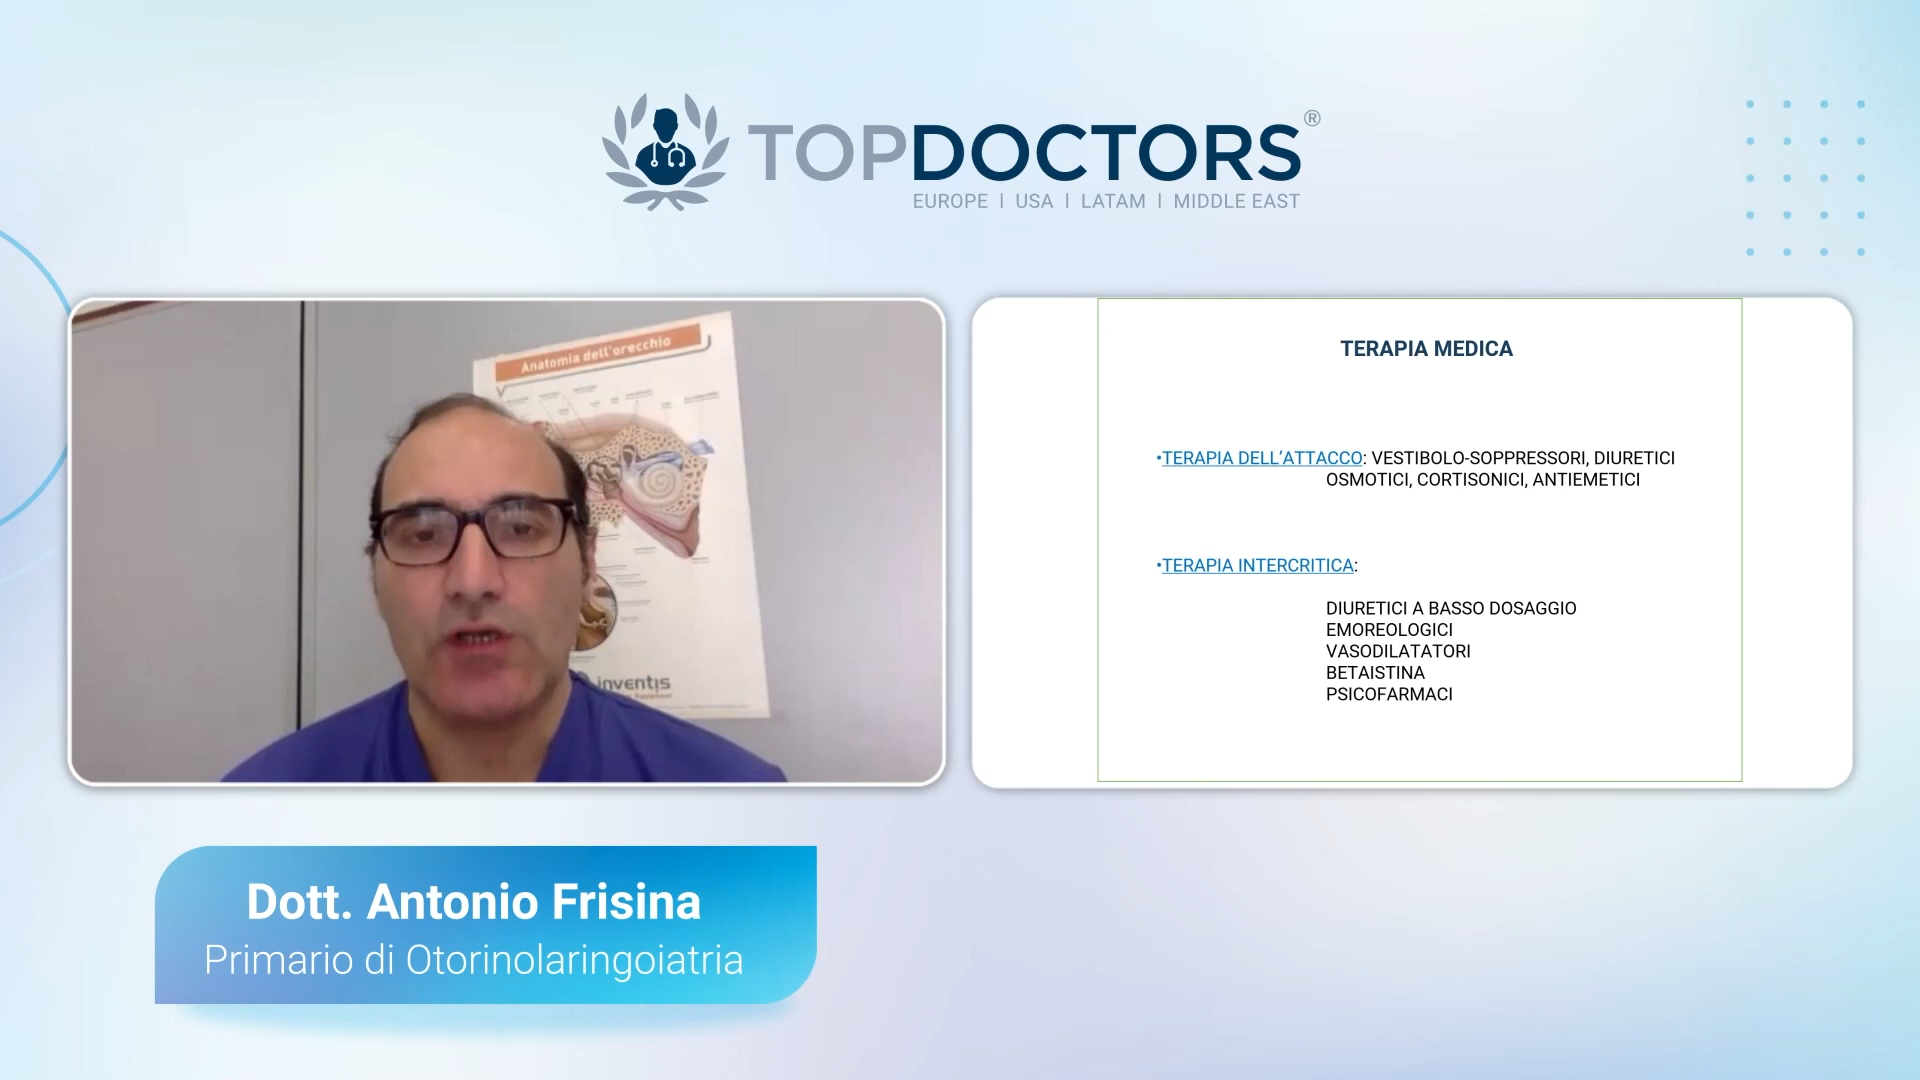 TOPDOCTORS®
EUROPE | USA | LATAM | MIDDLE EAST
Anatomia dell'orecchio
inventis
TERAPIA MEDICA
•TERAPIA DELL’ATTACCO: VESTIBOLO-SOPPRESSORI, DIURETICI
OSMOTICI, CORTISONICI, ANTIEMETICI
•TERAPIA INTERCRITICA:
DIURETICI A BASSO DOSAGGIO
EMOREOLOGICI
VASODILATATORI
BETAISTINA
PSICOFARMACI
Dott. Antonio Frisina
Primario di Otorinolaringoiatria